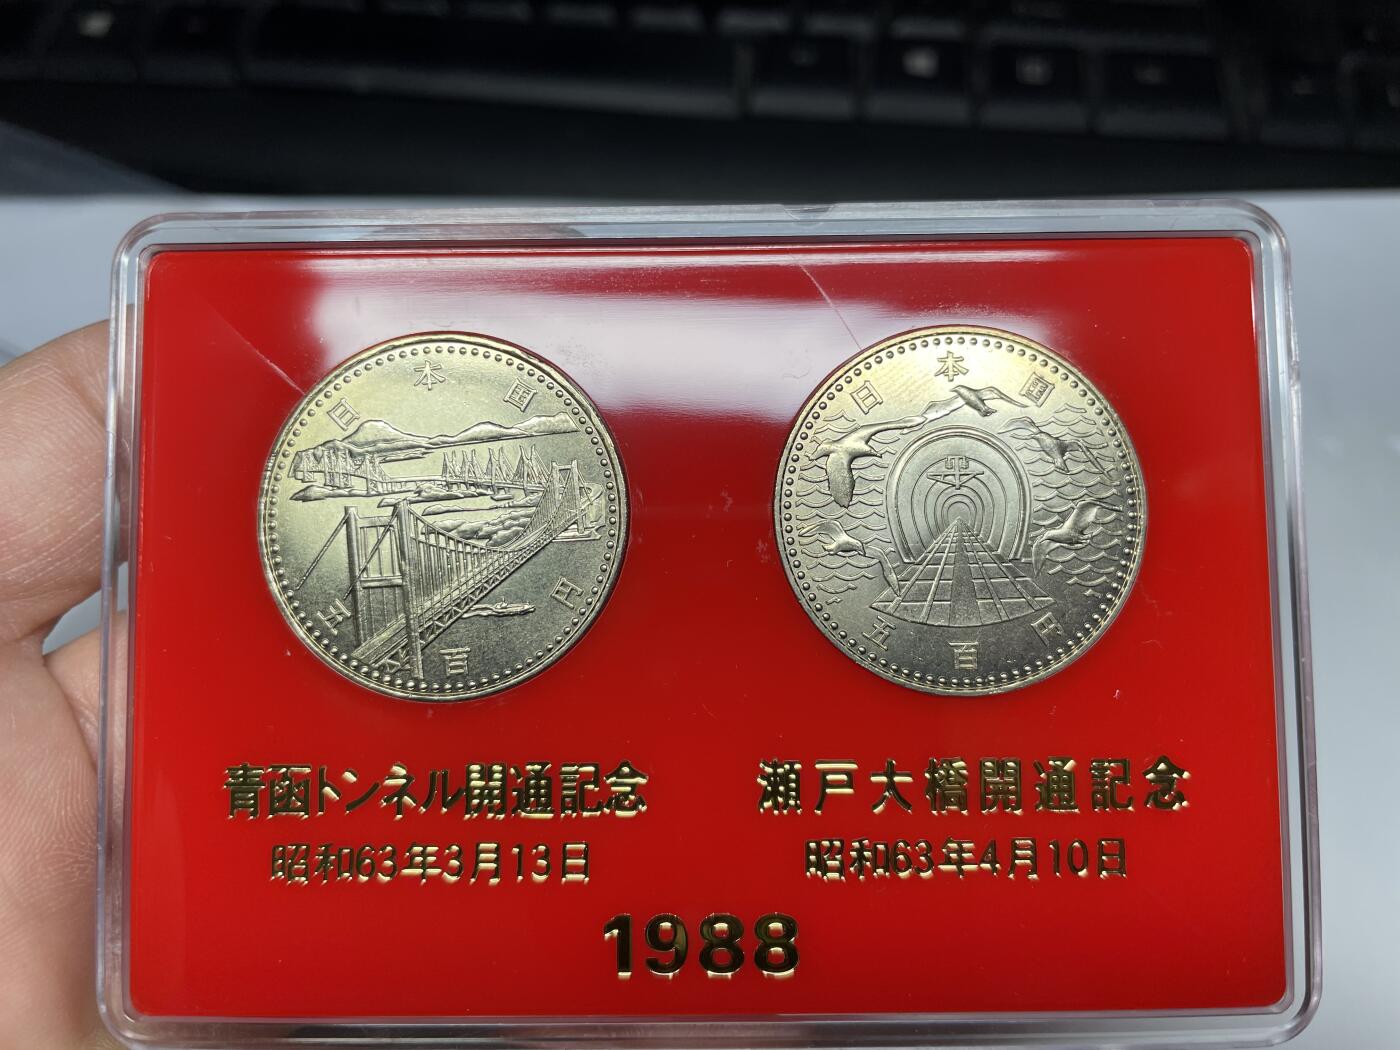 日本国
五百円
日本国
五百円
青函トンネル開通記念
昭和63年3月13日
瀬戸大橋開通記念
昭和63年4月10日
1988